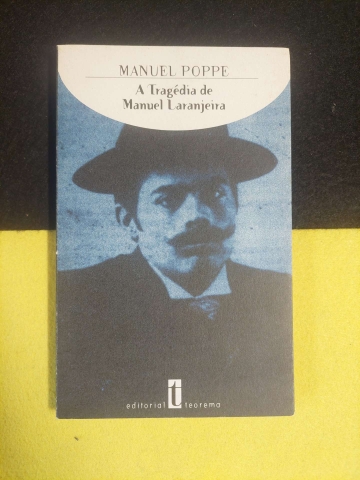 MANUEL POPPE
A Tragédia de
Manuel Laranjeira
t
editorial teorema